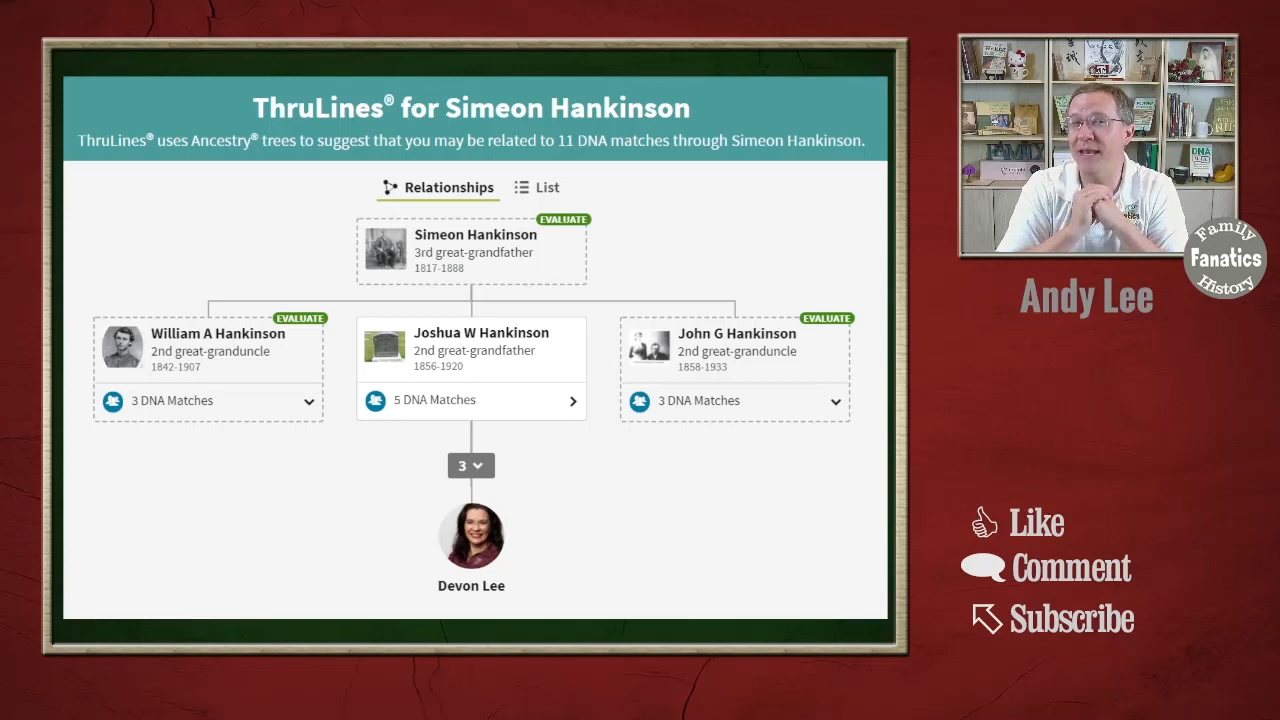 ThruLines® for Simeon Hankinson
ThruLines® uses Ancestry® trees to suggest that you may be related to 11 DNA matches through Simeon Hankinson.
Relationships
List
EVALUATE
Simeon Hankinson
3rd great-grandfather
1817-1888
EVALUATE
William A Hankinson
2nd great-granduncle
1842-1907
3 DNA Matches
Joshua W Hankinson
2nd great-grandfather
1856-1920
5 DNA Matches
EVALUATE
John G Hankinson
2nd great-granduncle
1858-1933
3 DNA Matches
3
Devon Lee
DNA
Family
Fanatics
History
Andy Lee
Like
Comment
Subscribe